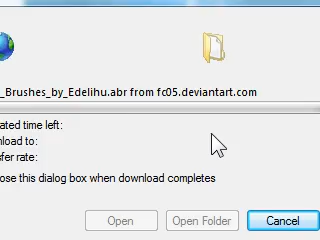 _Brushes_by_Edelihu.abr from fc05.deviantart.com
ated time left:
nload to:
sfer rate:
ose this dialog box when download completes
Open Open Folder Cancel